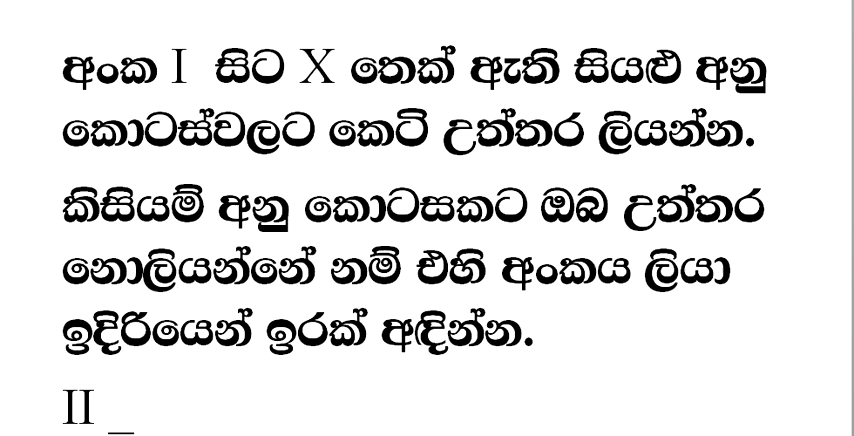 අංක I සිට X තෙක් ඇති සියළු අනු
කොටස්වලට කෙටි උත්තර ලියන්න.
කිසියම් අනු කොටසකට ඔබ උත්තර
නොලියන්නේ නම් එහි අංකය ලියා
ඉදිරියෙන් ඉරක් අඳින්න.
II _